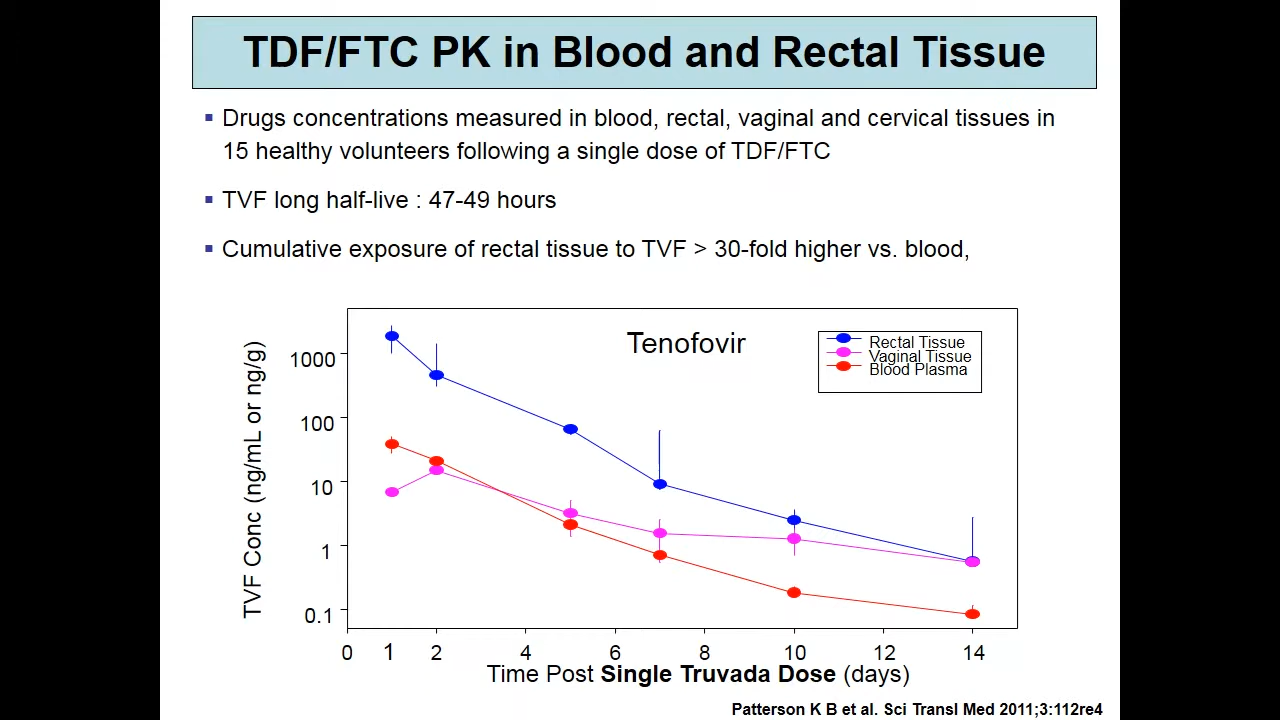 TDF/FTC PK in Blood and Rectal Tissue
▪ Drugs concentrations measured in blood, rectal, vaginal and cervical tissues in
15 healthy volunteers following a single dose of TDF/FTC
▪ TVF long half-live : 47-49 hours
▪ Cumulative exposure of rectal tissue to TVF > 30-fold higher vs. blood,
Tenofovir
Rectal Tissue
Vaginal Tissue
Blood Plasma
TVF Conc (ng/mL or ng/g)
1000
100
10
1
0.1
0 1 2 4 6 8 10 12 14
Time Post Single Truvada Dose (days)
Patterson K B et al. Sci Transl Med 2011;3:112re4